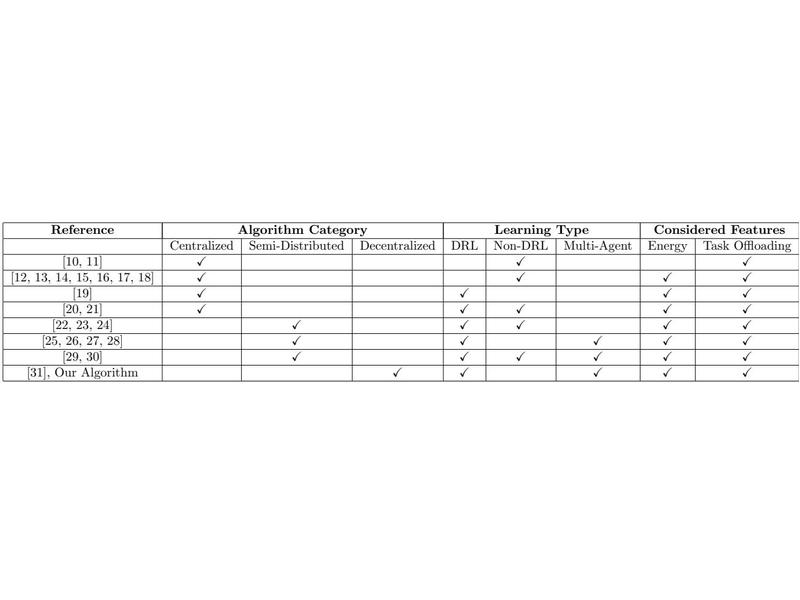 Reference Algorithm Category Learning Type Considered Features
Centralized Semi-Distributed Decentralized DRL Non-DRL Multi-Agent Energy Task Offloading
[10, 11] ✓ ✓ ✓
[12, 13, 14, 15, 16, 17, 18] ✓ ✓ ✓ ✓
[19] ✓ ✓ ✓ ✓
[20, 21] ✓ ✓ ✓ ✓ ✓
[22, 23, 24] ✓ ✓ ✓ ✓ ✓
[25, 26, 27, 28] ✓ ✓ ✓ ✓ ✓
[29, 30] ✓ ✓ ✓ ✓ ✓ ✓
[31], Our Algorithm ✓ ✓ ✓ ✓ ✓